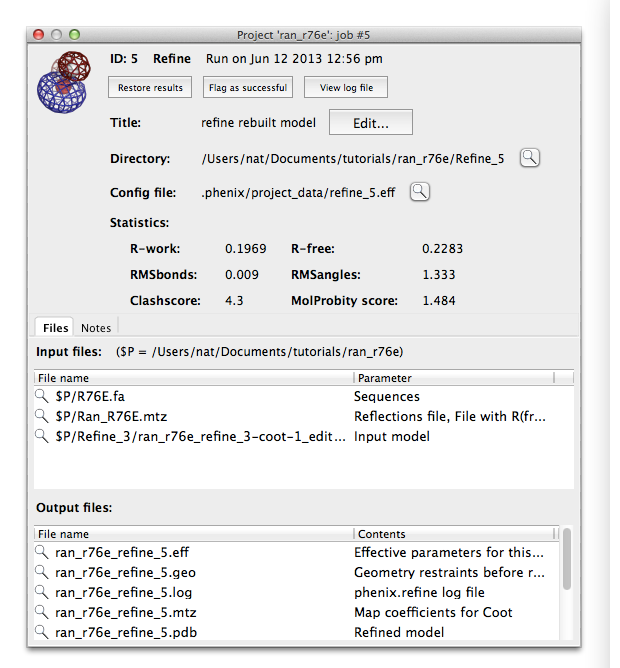 Project 'ran_r76e': job #5
ID: 5 Refine Run on Jun 12 2013 12:56 pm
Restore results Flag as successful View log file
Title: refine rebuilt model Edit...
Directory: /Users/nat/Documents/tutorials/ran_r76e/Refine_5
Config file: .phenix/project_data/refine_5.eff
Statistics:
R-work: 0.1969 R-free: 0.2283
RMSbonds: 0.009 RMSangles: 1.333
Clashscore: 4.3 MolProbity score: 1.484
Files Notes
Input files: ($P = /Users/nat/Documents/tutorials/ran_r76e)
File name Parameter
$P/R76E.fa Sequences
$P/Ran_R76E.mtz Reflections file, File with R(fr...
$P/Refine_3/ran_r76e_refine_3-coot-1_edit... Input model
Output files:
File name Contents
ran_r76e_refine_5.eff Effective parameters for this...
ran_r76e_refine_5.geo Geometry restraints before r...
ran_r76e_refine_5.log phenix.refine log file
ran_r76e_refine_5.mtz Map coefficients for Coot
ran_r76e_refine_5.pdb Refined model